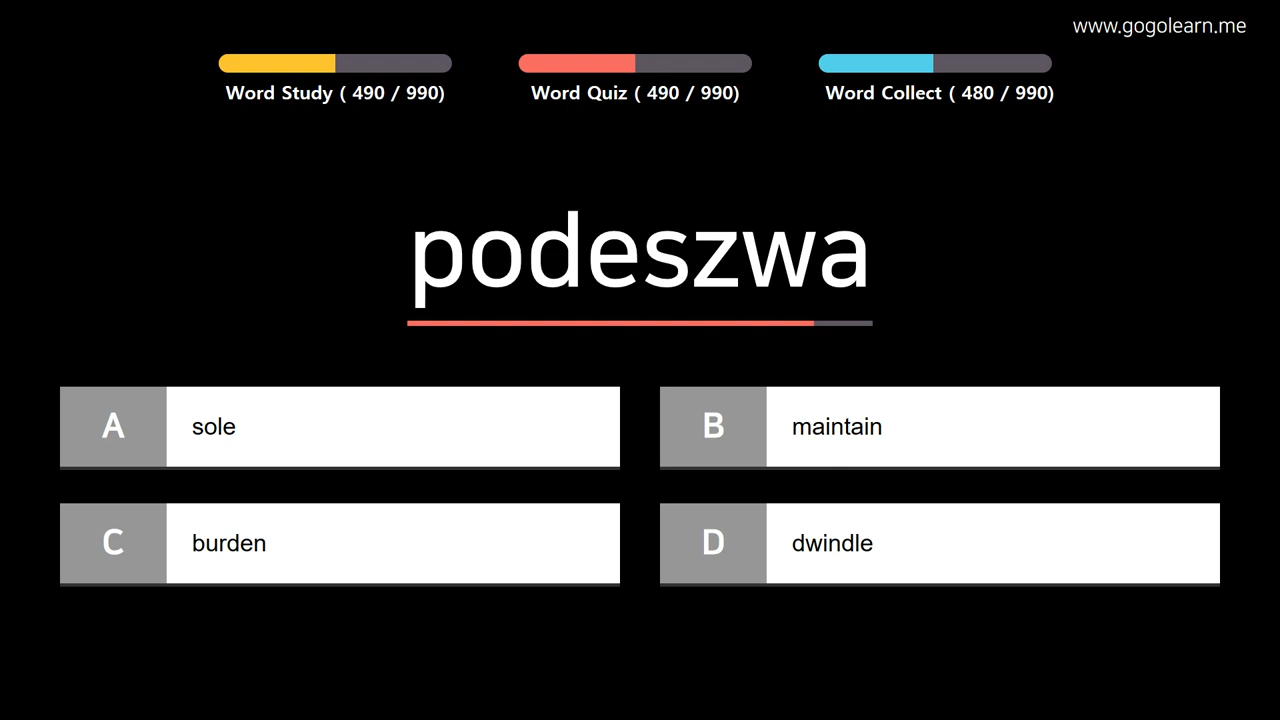 www.gogolearn.me
Word Study ( 490 / 990)
Word Quiz ( 490 / 990)
Word Collect ( 480 / 990)
podeszwa
A
sole
B
maintain
C
burden
D
dwindle